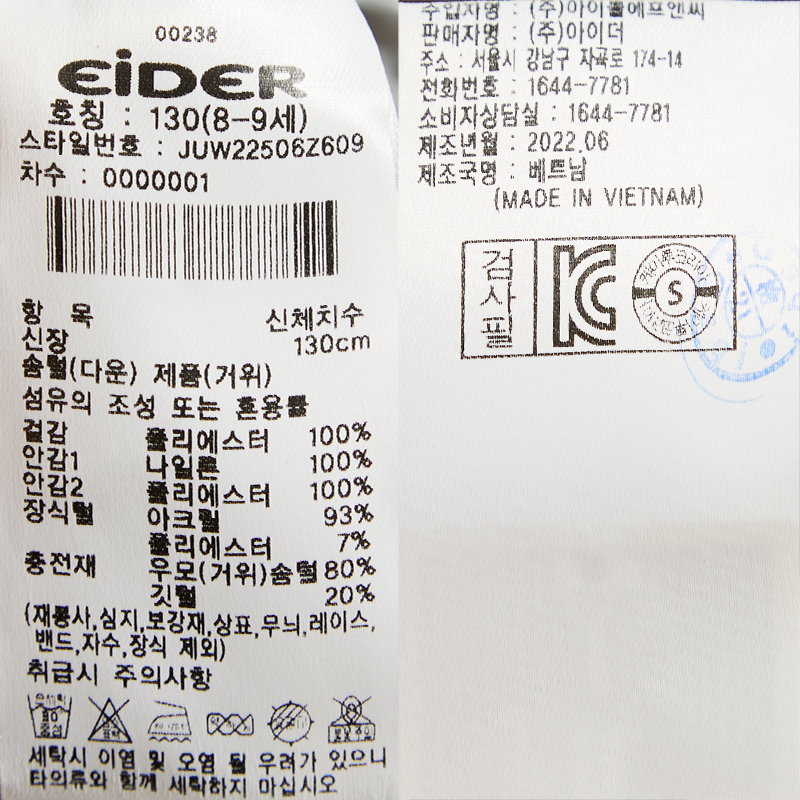 00238
EIDER
호칭 : 130(8-9세)
스타일번호 : JUW22506Z609
차수 : 0000001
항 목 신체치수
신장 130cm
솜털(다운) 제품(거위)
섬유의 조성 또는 혼용률
겉감 폴리에스터 100%
안감1 나일론 100%
안감2 폴리에스터 100%
장식털 아크릴 93%
폴리에스터 7%
충전재 우모(거위)솜털 80%
깃털 20%
(재봉사,심지,보강재,상표,무늬,레이스,
밴드,자수,장식 제외)
취급시 주의사항
30
중성
세탁시 이염 및 오염 될 우려가 있으니
타의류와 함께 세탁하지 마십시오
수입자명 : (주)아이폴에프앤씨
판매자명 : (주)아이더
주소 : 서울시 강남구 자곡로 174-14
전화번호 : 1644-7781
소비자상담실 : 1644-7781
제조년월 : 2022.06
제조국명 : 베트남
(MADE IN VIETNAM)
검사필
KC
S